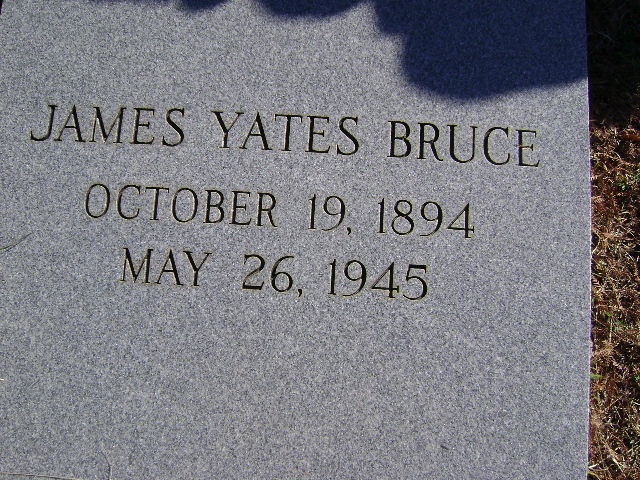 JAMES YATES BRUCE
OCTOBER 19, 1894
MAY 26, 1945